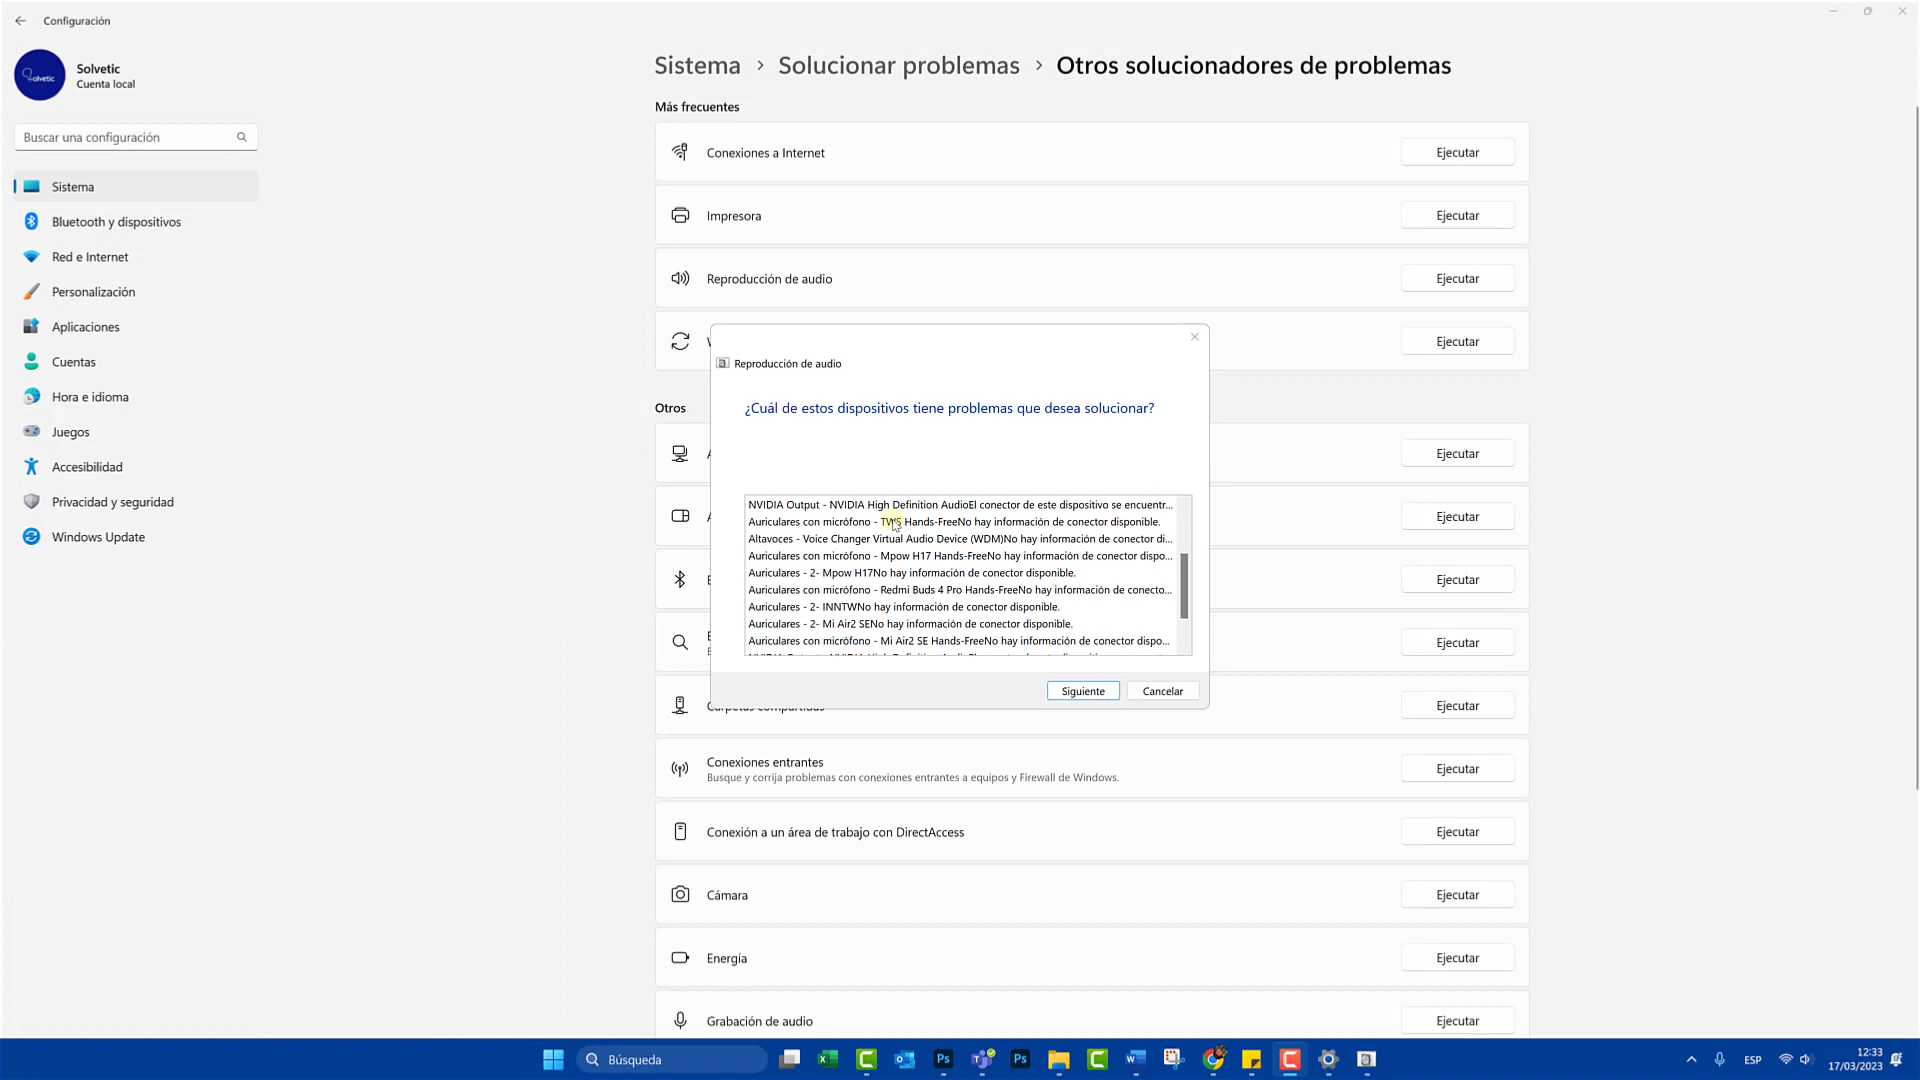 Configuración
Solvetic
Solvetic
Cuenta local
Buscar una configuración
Sistema
Bluetooth y dispositivos
Red e Internet
Personalización
Aplicaciones
Cuentas
Hora e idioma
Juegos
Accesibilidad
Privacidad y seguridad
Windows Update
Sistema > Solucionar problemas > Otros solucionadores de problemas
Más frecuentes
Conexiones a Internet Ejecutar
Impresora Ejecutar
Reproducción de audio Ejecutar
Ejecutar
Reproducción de audio
¿Cuál de estos dispositivos tiene problemas que desea solucionar?
NVIDIA Output - NVIDIA High Definition AudioEl conector de este dispositivo se encuentr...
Auriculares con micrófono - TWS Hands-FreeNo hay información de conector disponible.
Altavoces - Voice Changer Virtual Audio Device (WDM)No hay información de conector di...
Auriculares con micrófono - Mpow H17 Hands-FreeNo hay información de conector dispo...
Auriculares - 2- Mpow H17No hay información de conector disponible.
Auriculares con micrófono - Redmi Buds 4 Pro Hands-FreeNo hay información de conecto...
Auriculares - 2- INNTWNo hay información de conector disponible.
Auriculares - 2- Mi Air2 SENo hay información de conector disponible.
Auriculares con micrófono - Mi Air2 SE Hands-FreeNo hay información de conector dispo...
Siguiente Cancelar
Otros
Ejecutar
Ejecutar
Ejecutar
Ejecutar
Carpetas compartidas Ejecutar
Conexiones entrantes Ejecutar
Busque y corrija problemas con conexiones entrantes a equipos y Firewall de Windows.
Conexión a un área de trabajo con DirectAccess Ejecutar
Cámara Ejecutar
Energía Ejecutar
Grabación de audio Ejecutar
Búsqueda
Ps
Ps
ESP
12:33
17/03/2023